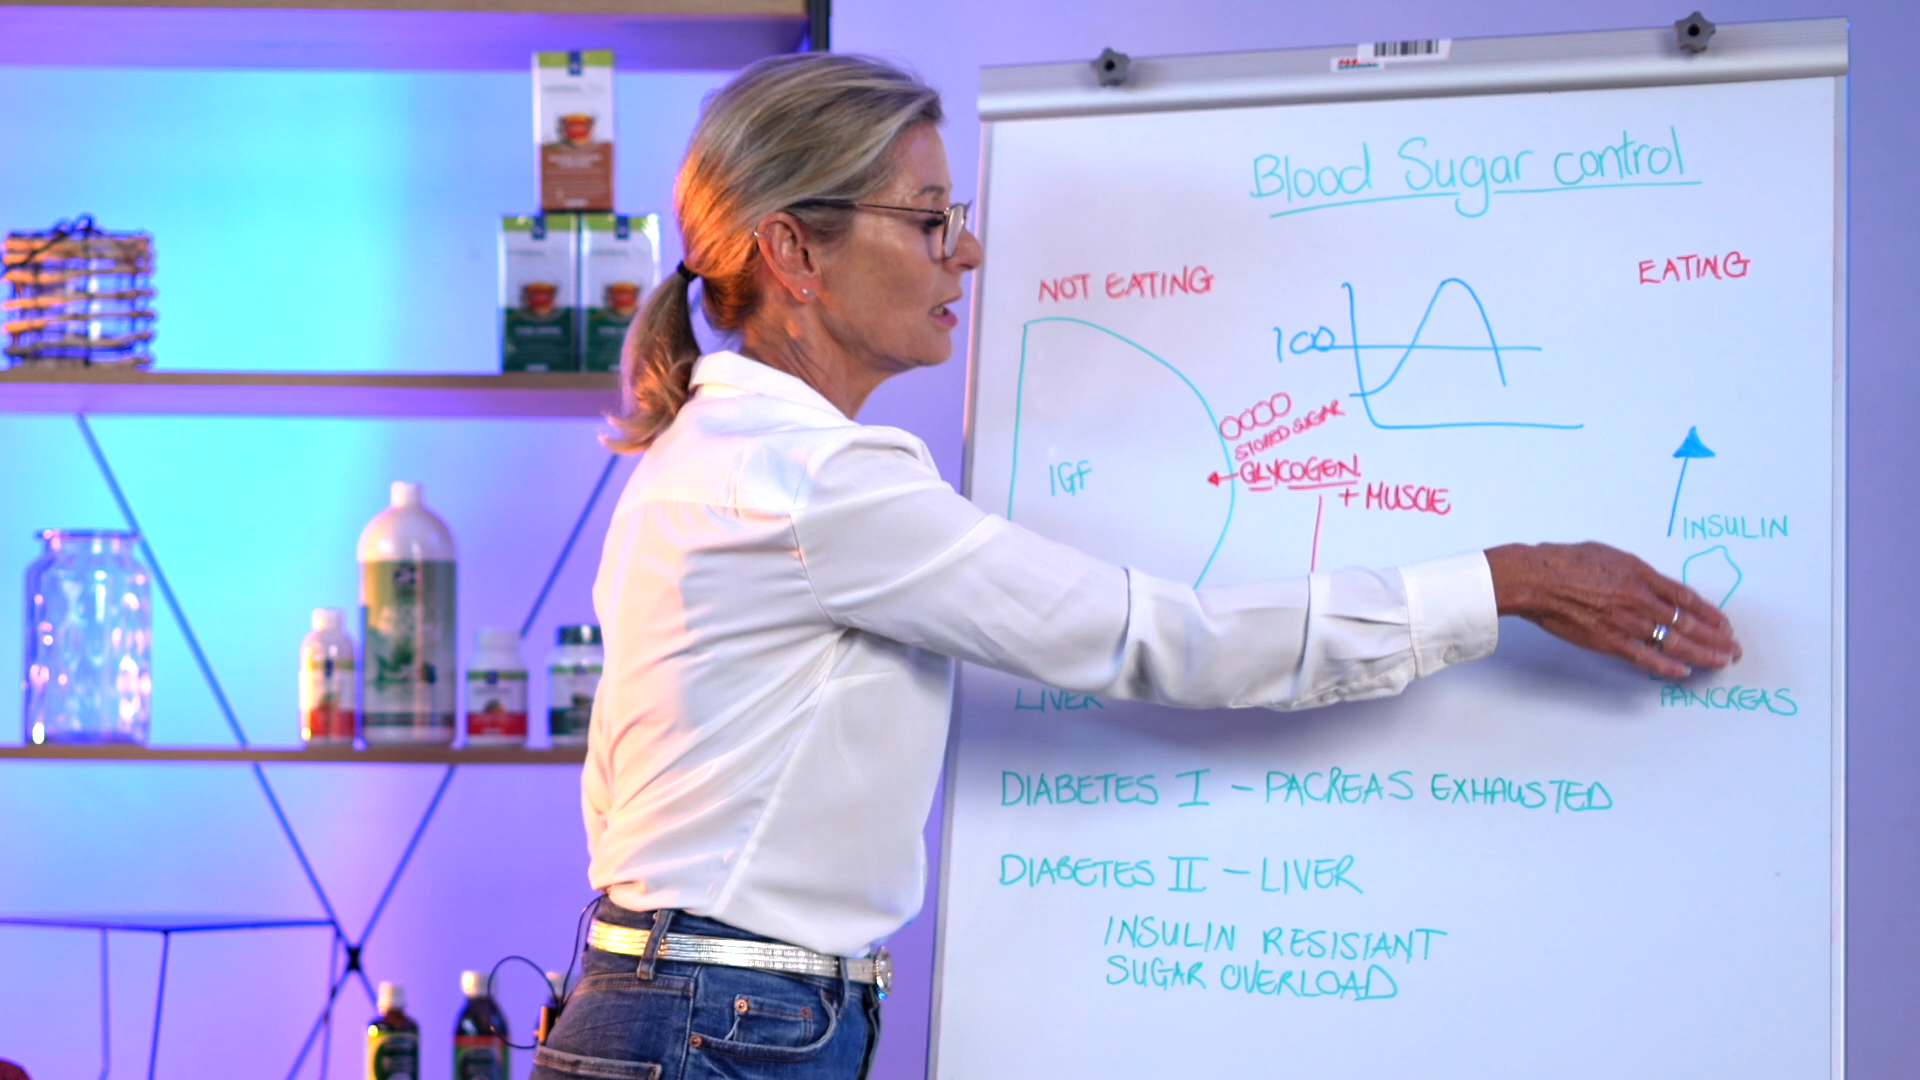 Blood Sugar control
NOT EATING
EATING
100
STORED SUGAR
GLYCOGEN
+ MUSCLE
IGF
INSULIN
LIVER
PANCREAS
DIABETES I - PACREAS EXHAUSTED
DIABETES II - LIVER
INSULIN RESISTANT
SUGAR OVERLOAD